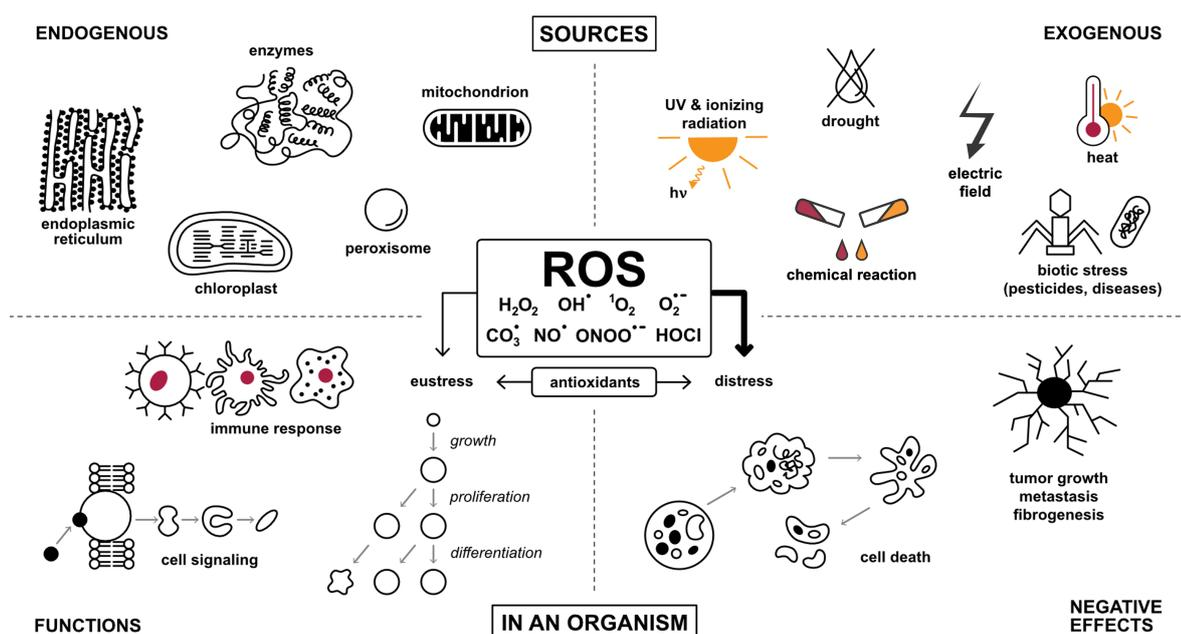 ENDOGENOUS
SOURCES
EXOGENOUS
enzymes
mitochondrion
endoplasmic
reticulum
chloroplast
peroxisome
UV & ionizing
radiation
hν
drought
electric
field
heat
chemical reaction
biotic stress
(pesticides, diseases)
ROS
H₂O₂ OH• ¹O₂ O₂•−
CO₃• NO• ONOO•− HOCl
eustress
antioxidants
distress
immune response
growth
proliferation
differentiation
cell signaling
cell death
tumor growth
metastasis
fibrogenesis
FUNCTIONS
IN AN ORGANISM
NEGATIVE
EFFECTS